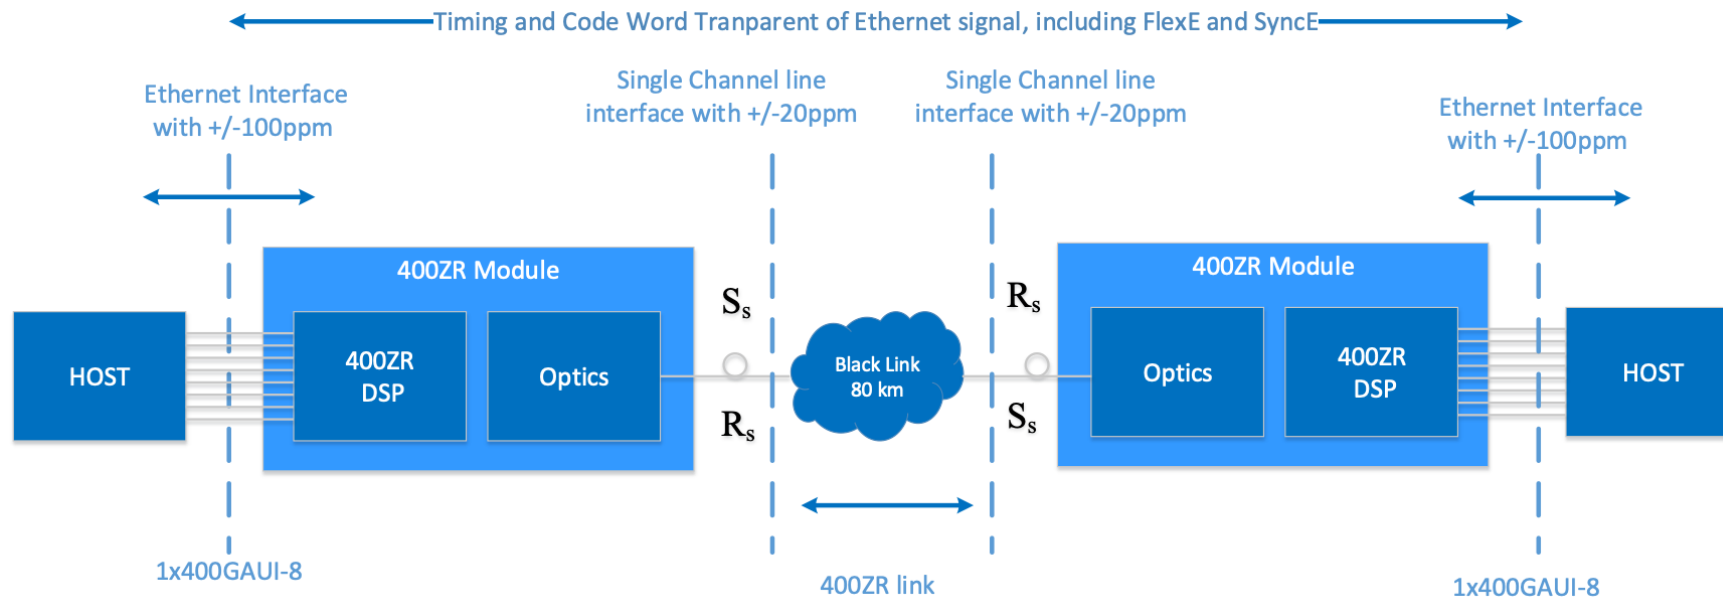 Timing and Code Word Tranparent of Ethernet signal, including FlexE and SyncE
Ethernet Interface
with +/-100ppm
Single Channel line
interface with +/-20ppm
Single Channel line
interface with +/-20ppm
Ethernet Interface
with +/-100ppm
HOST
400ZR Module
400ZR
DSP
Optics
Ss
Rs
Black Link
80 km
Rs
Ss
400ZR Module
Optics
400ZR
DSP
HOST
1x400GAUI-8
400ZR link
1x400GAUI-8